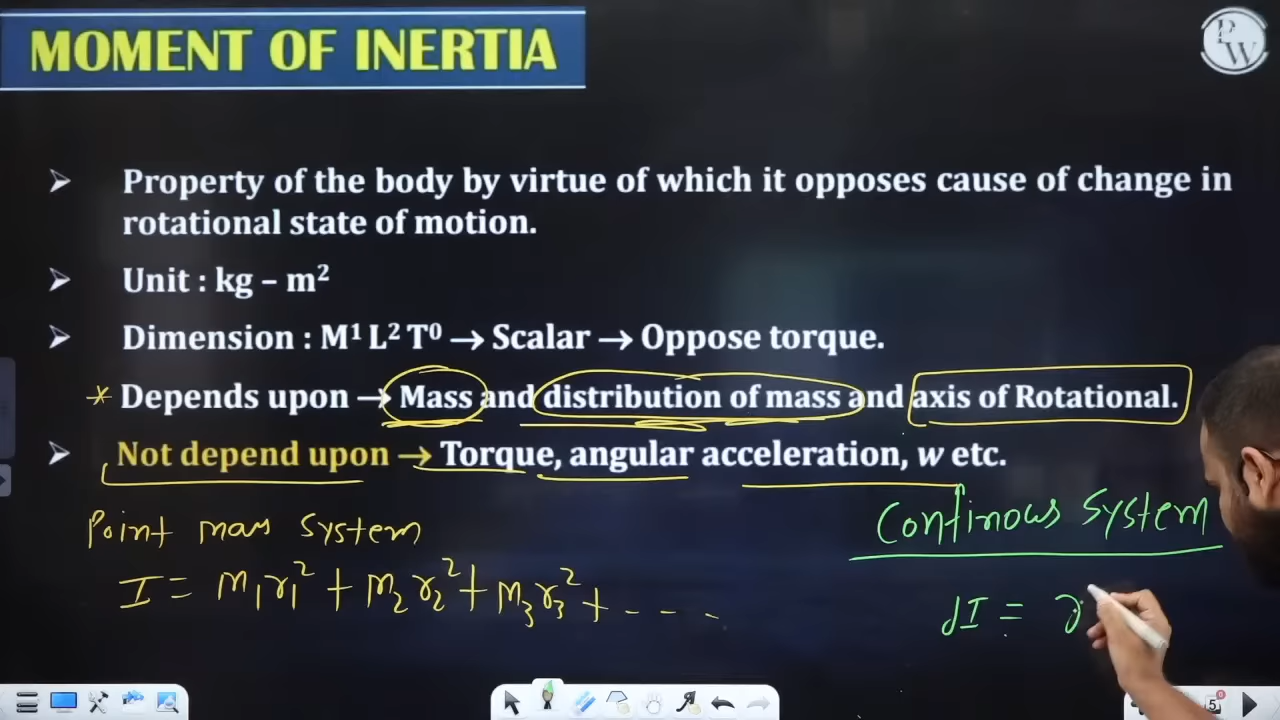 MOMENT OF INERTIA
PW
➤ Property of the body by virtue of which it opposes cause of change in
rotational state of motion.
➤ Unit : kg – m²
➤ Dimension : M¹ L² T⁰ → Scalar → Oppose torque.
* Depends upon → Mass and distribution of mass and axis of Rotational.
➤ Not depend upon → Torque, angular acceleration, w etc.
Point mass System
Continous System
I = m₁r₁² + m₂r₂² + m₃r₃² + - - - .
dI =